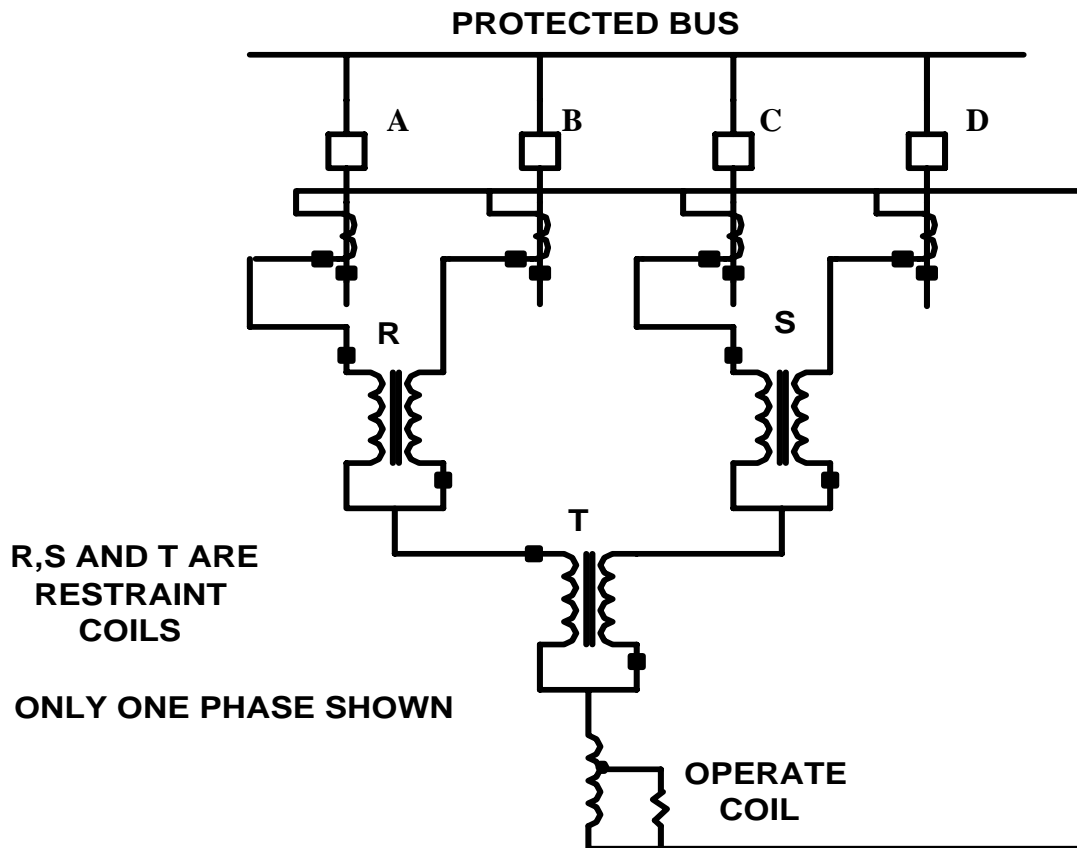 PROTECTED BUS
A
B
C
D
R
S
T
R,S AND T ARE
RESTRAINT
COILS
ONLY ONE PHASE SHOWN
OPERATE
COIL